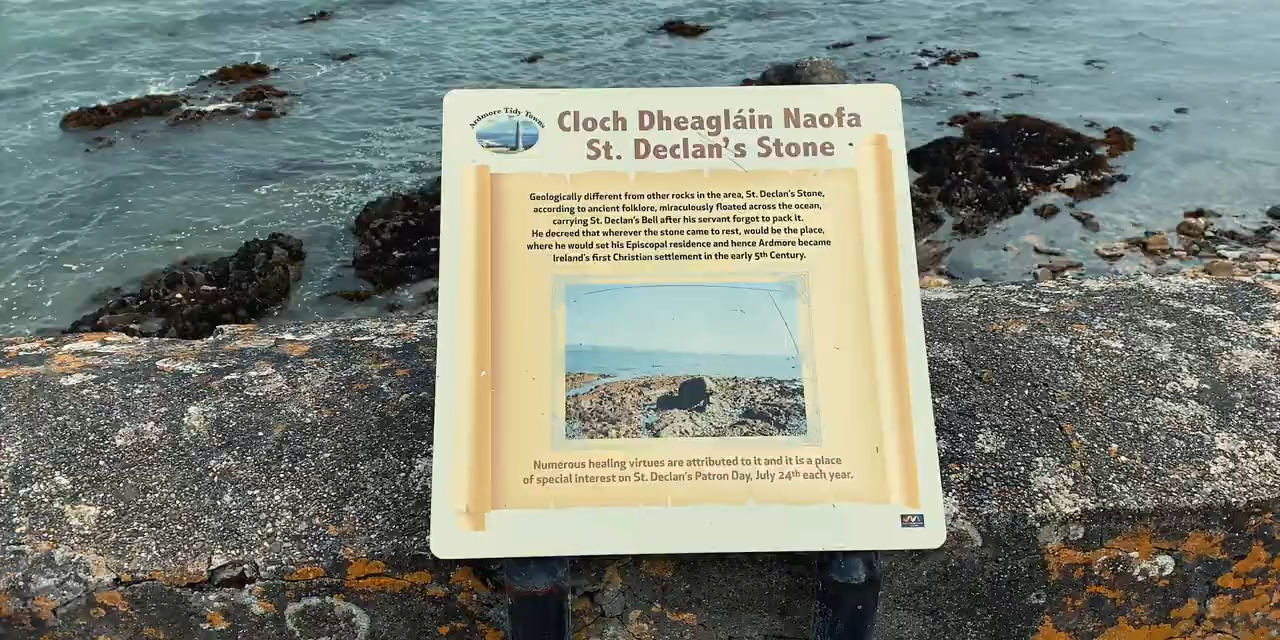 Ardmore Tidy Towns
Cloch Dheagláin Naofa
St. Declan's Stone
Geologically different from other rocks in the area, St. Declan's Stone,
according to ancient folklore, miraculously floated across the ocean,
carrying St. Declan's Bell after his servant forgot to pack it.
He decreed that wherever the stone came to rest, would be the place,
where he would set his Episcopal residence and hence Ardmore became
Ireland's first Christian settlement in the early 5th Century.
Numerous healing virtues are attributed to it and it is a place
of special interest on St. Declan's Patron Day, July 24th each year.